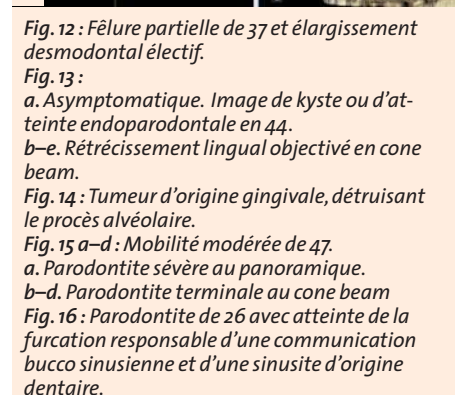 Fig. 12 : Fêlure partielle de 37 et élargissement
desmodontal électif.
Fig. 13 :
a. Asymptomatique. Image de kyste ou d'at-
teinte endoparodontale en 44.
b–e. Rétrécissement lingual objectivé en cone
beam.
Fig. 14 : Tumeur d'origine gingivale, détruisant
le procès alvéolaire.
Fig. 15 a–d : Mobilité modérée de 47.
a. Parodontite sévère au panoramique.
b–d. Parodontite terminale au cone beam
Fig. 16 : Parodontite de 26 avec atteinte de la
furcation responsable d'une communication
bucco sinusienne et d'une sinusite d'origine
dentaire.